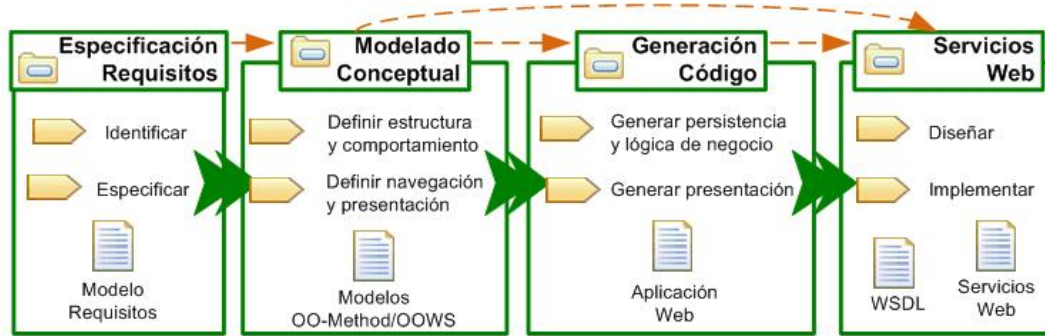 Especificación
Requisitos
Identificar
Especificar
Modelo
Requisitos
Modelado
Conceptual
Definir estructura
y comportamiento
Definir navegación
y presentación
Modelos
OO-Method/OOWS
Generación
Código
Generar persistencia
y lógica de negocio
Generar presentación
Aplicación
Web
Servicios
Web
Diseñar
Implementar
WSDL
Servicios
Web